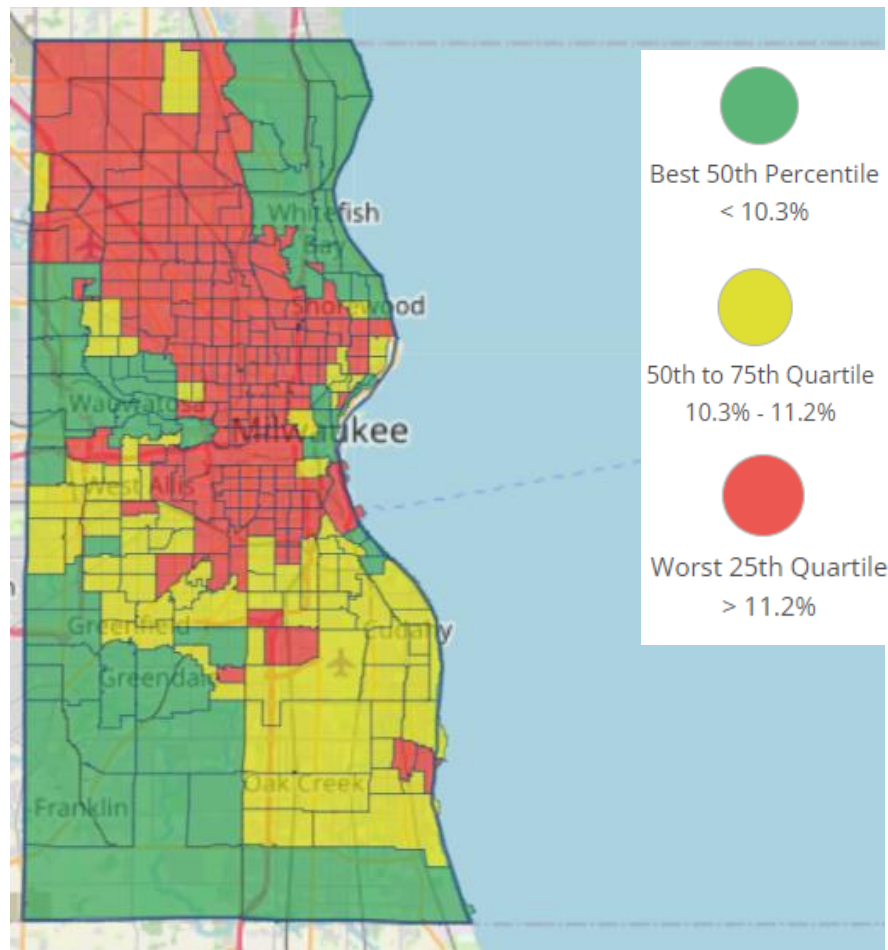 Whitefish
Bay
Shorewood
Wauwatosa
Milwaukee
West Allis
Greenfield
Cudahy
Greendale
Oak Creek
Franklin
Best 50th Percentile
< 10.3%
50th to 75th Quartile
10.3% - 11.2%
Worst 25th Quartile
> 11.2%